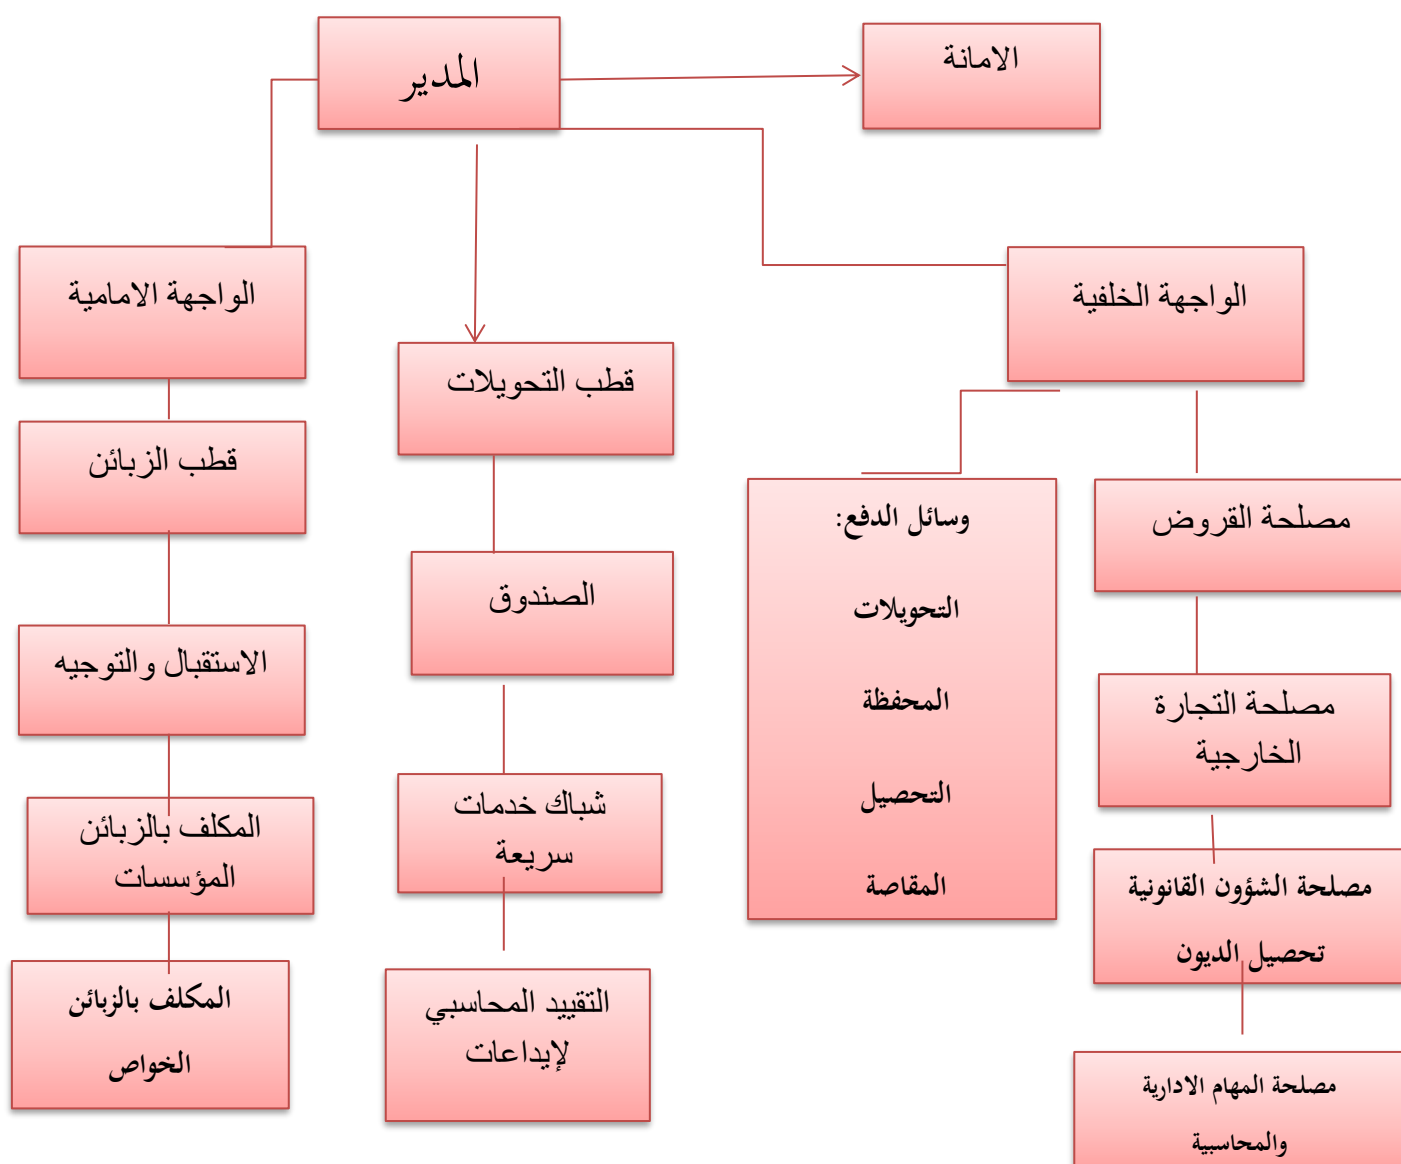 المدير
الامانة
الواجهة الخلفية
الواجهة الامامية
قطب التحويلات
قطب الزبائن
مصلحة القروض
وسائل الدفع:
التحويلات
المحفظة
التحصيل
المقاصة
الصندوق
الاستقبال والتوجيه
مصلحة التجارة
الخارجية
شباك خدمات
سريعة
المكلف بالزبائن
المؤسسات
مصلحة الشؤون القانونية
تحصيل الديون
التقييد المحاسبي
لإيداعات
المكلف بالزبائن
الخواص
مصلحة المهام الادارية
والمحاسبية